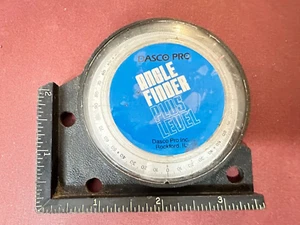 DASCO PRO
ANGLE
FINDER
PLUS
LEVEL
Dasco Pro Inc.
Rockford, IL
2
1
1
2
3